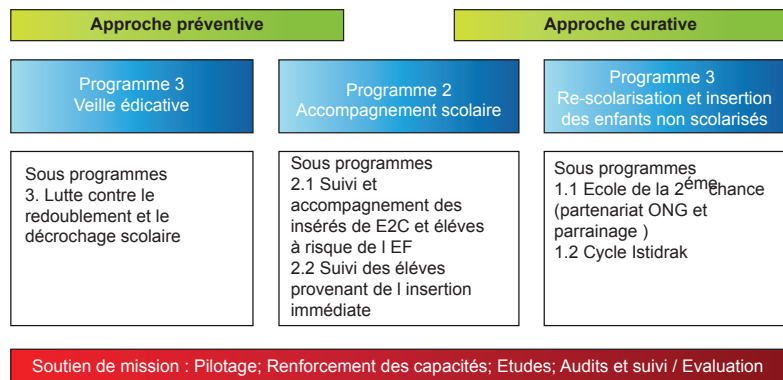 Approche préventive
Approche curative
Programme 3
Veille édicative
Programme 2
Accompagnement scolaire
Programme 3
Re-scolarisation et insertion
des enfants non scolarisés
Sous programmes
3. Lutte contre le
redoublement et le
décrochage scolaire
Sous programmes
2.1 Suivi et
accompagnement des
insérés de E2C et éléves
à risque de l EF
2.2 Suivi des éléves
provenant de l insertion
immédiate
Sous programmes
1.1 Ecole de la 2éme chance
(partenariat ONG et
parrainage )
1.2 Cycle Istidrak
Soutien de mission : Pilotage; Renforcement des capacités; Etudes; Audits et suivi / Evaluation